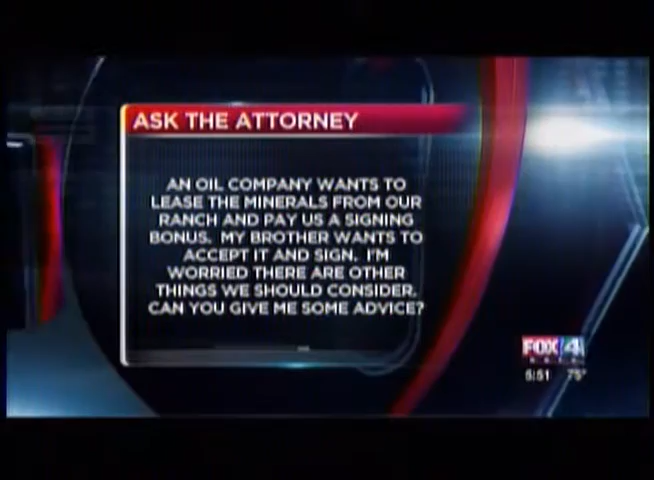 ASK THE ATTORNEY
AN OIL COMPANY WANTS TO
LEASE THE MINERALS FROM OUR
RANCH AND PAY US A SIGNING
BONUS. MY BROTHER WANTS TO
ACCEPT IT AND SIGN. I'M
WORRIED THERE ARE OTHER
THINGS WE SHOULD CONSIDER.
CAN YOU GIVE ME SOME ADVICE?
FOX 4
5:51 75°